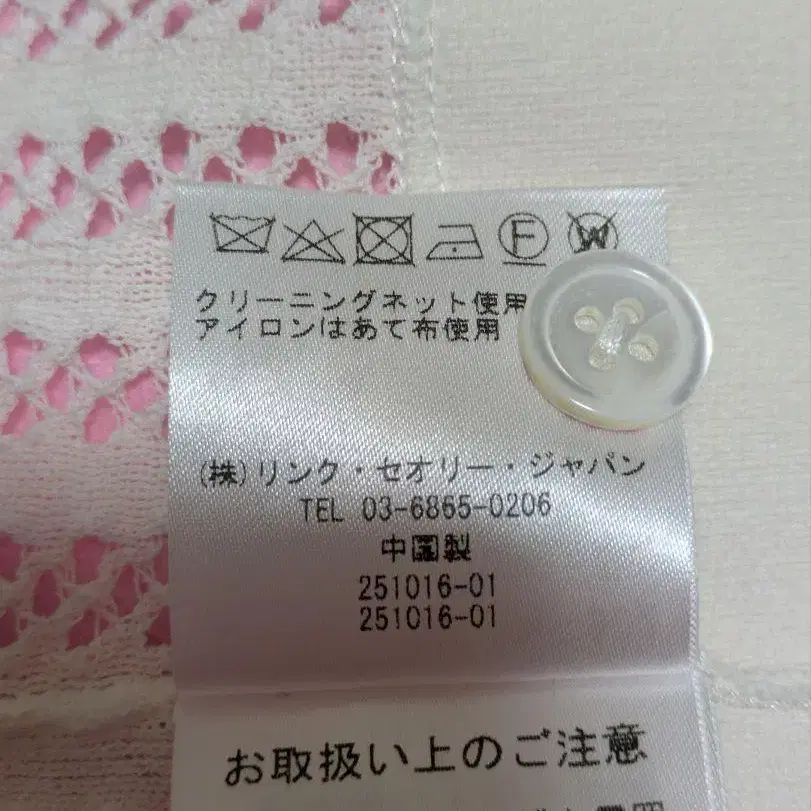 F W
クリーニングネット使用
アイロンはあて布使用
(株)リンク・セオリー・ジャパン
TEL 03-6865-0206
中国製
251016-01
251016-01
お取扱い上のご注意